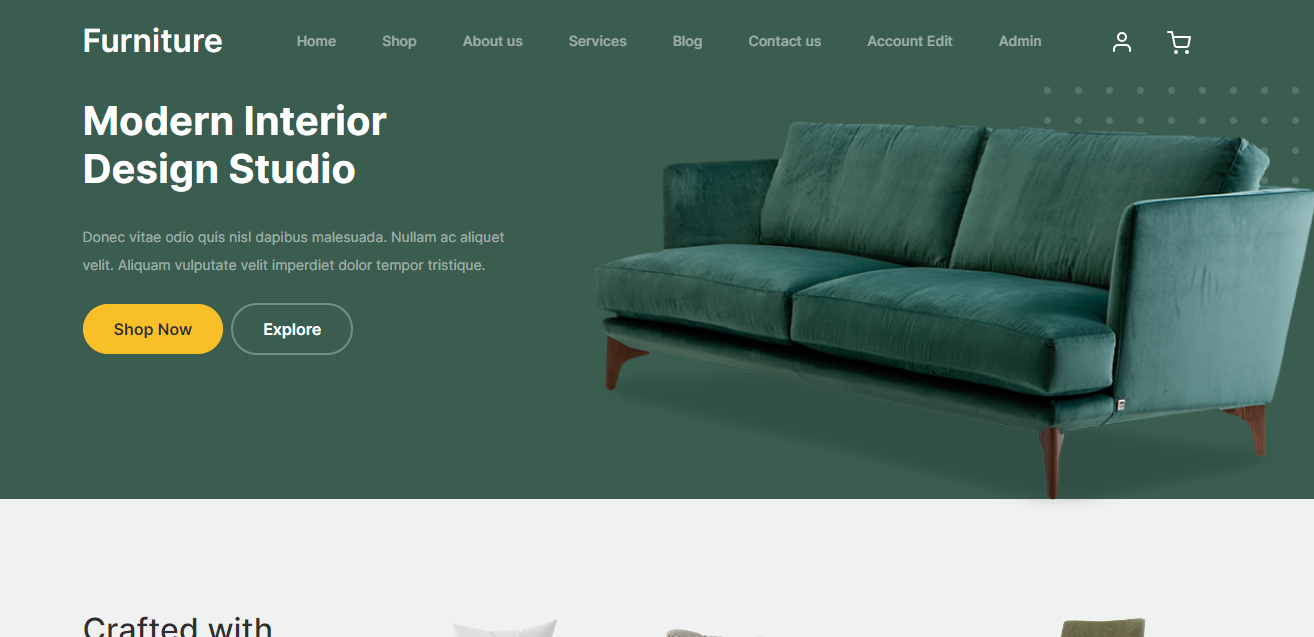 Furniture
Home Shop About us Services Blog Contact us Account Edit Admin
Modern Interior
Design Studio
Donec vitae odio quis nisl dapibus malesuada. Nullam ac aliquet
velit. Aliquam vulputate velit imperdiet dolor tempor tristique.
Shop Now Explore
Crafted with